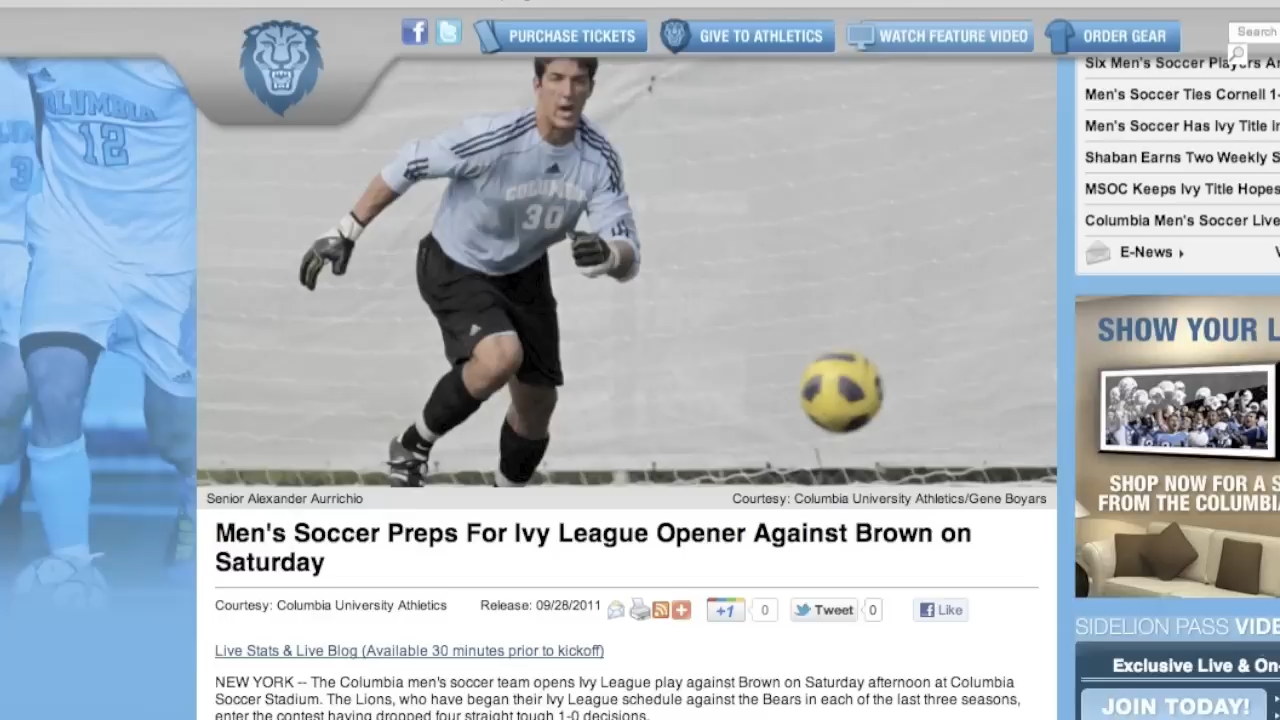 PURCHASE TICKETS
GIVE TO ATHLETICS
WATCH FEATURE VIDEO
ORDER GEAR
Search
Six Men's Soccer Players Ar
Men's Soccer Ties Cornell 1-
Men's Soccer Has Ivy Title in
Shaban Earns Two Weekly S
MSOC Keeps Ivy Title Hopes
Columbia Men's Soccer Live
E-News
COLUMBIA
12
3
COLUMBIA
30
SHOW YOUR L
SHOP NOW FOR A S
FROM THE COLUMBIA
Senior Alexander Aurrichio
Courtesy: Columbia University Athletics/Gene Boyars
Men's Soccer Preps For Ivy League Opener Against Brown on
Saturday
Courtesy: Columbia University Athletics Release: 09/28/2011
+1 0 Tweet 0 Like
Live Stats & Live Blog (Available 30 minutes prior to kickoff)
NEW YORK -- The Columbia men's soccer team opens Ivy League play against Brown on Saturday afternoon at Columbia
Soccer Stadium. The Lions, who have began their Ivy League schedule against the Bears in each of the last three seasons,
enter the contest having dropped four straight tough 1-0 decisions.
SIDELION PASS VIDE
Exclusive Live & On-
JOIN TODAY!